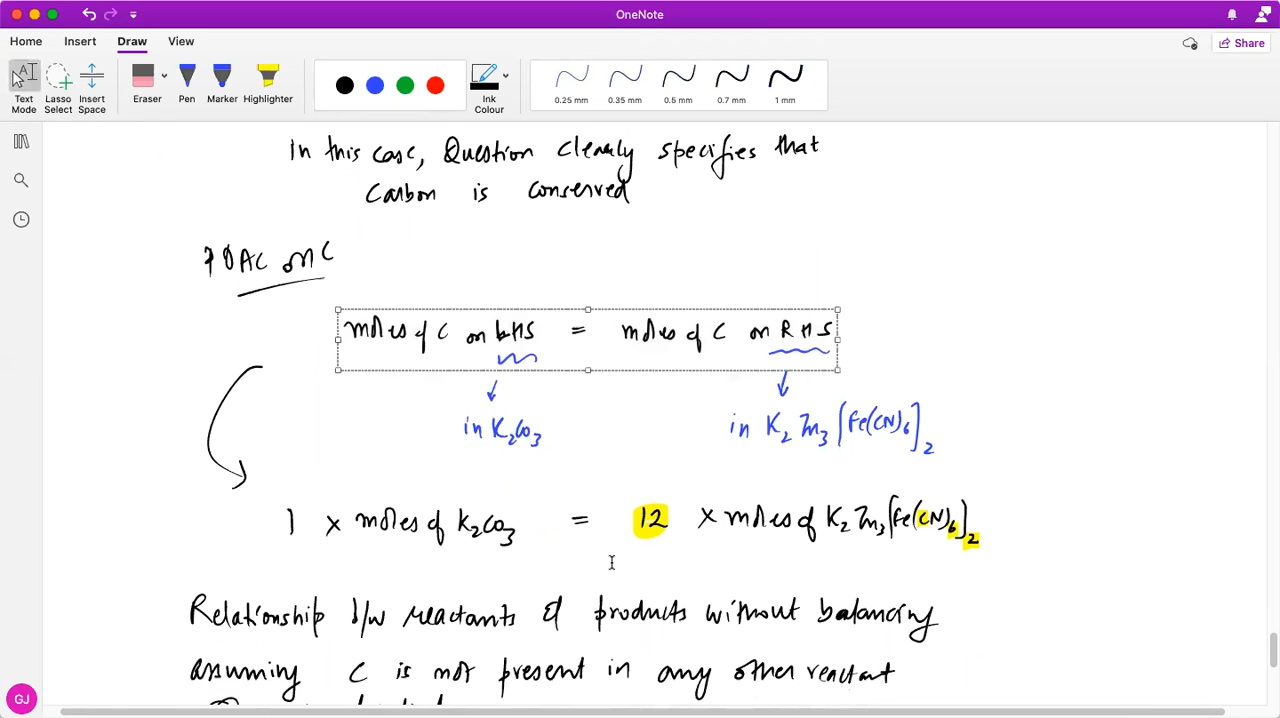 OneNote
Home Insert Draw View
Share
Text Mode
Lasso Select
Insert Space
Eraser
Pen
Marker
Highlighter
Ink Colour
0.25 mm 0.35 mm 0.5 mm 0.7 mm 1 mm
In this case, Question clearly specifies that
Carbon is conserved
POAC on C
moles of C on LHS = moles of C on RHS
in K2CO3 in K2 Zn3 [Fe(CN)6]2
1 x moles of K2CO3 = 12 x moles of K2 Zn3 [Fe(CN)6]2
Relationship b/w reactants & products without balancing
assuming C is not present in any other reactant
GJ